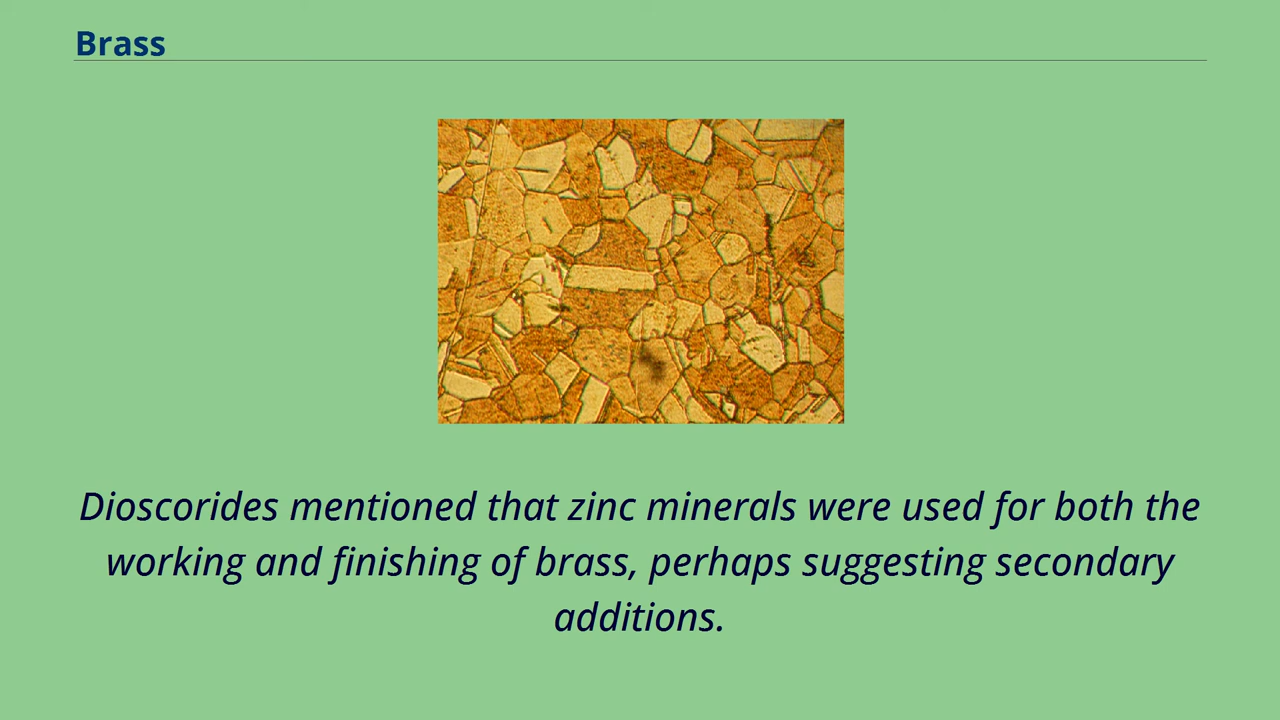 Brass
Dioscorides mentioned that zinc minerals were used for both the
working and finishing of brass, perhaps suggesting secondary
additions.